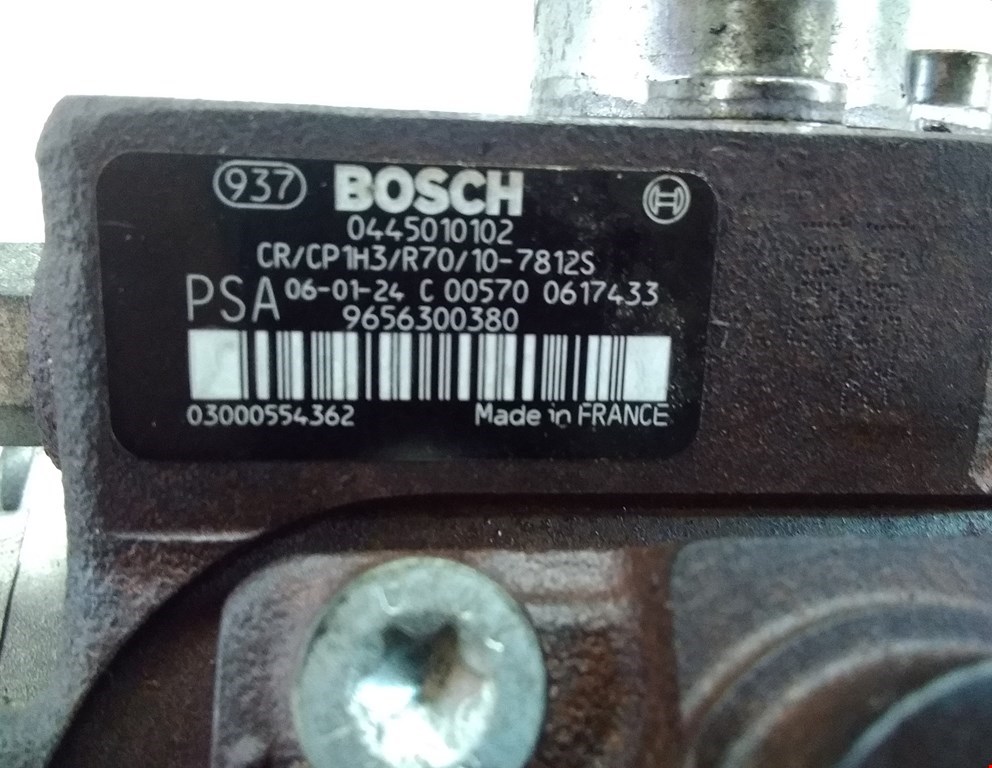 937 BOSCH
0445010102
CR/CP1H3/R70/10-7812S
PSA 06-01-24 C 00570 0617433
9656300380
03000554362 Made in FRANCE